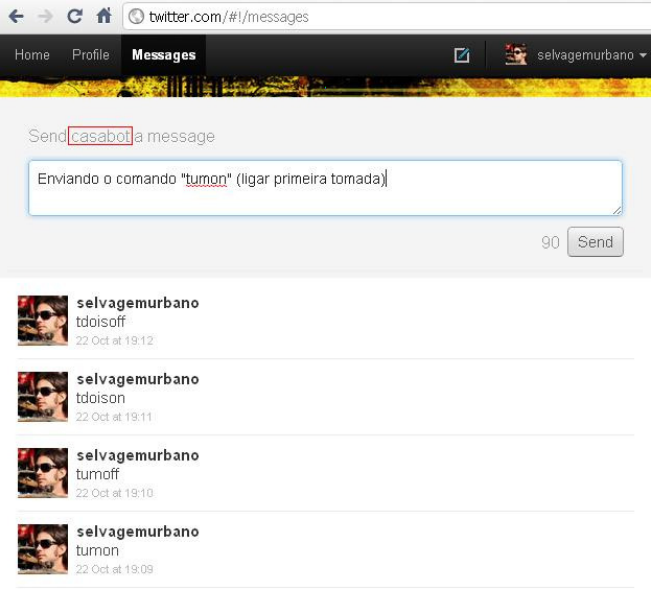 twitter.com/#!/messages
Home Profile Messages selvagemurbano
Send casabot a message
Enviando o comando "tumon" (ligar primeira tomada)
90 Send
selvagemurbano
tdoisoff
22 Oct at 19:12
selvagemurbano
tdoison
22 Oct at 19:11
selvagemurbano
tumoff
22 Oct at 19:10
selvagemurbano
tumon
22 Oct at 19:09